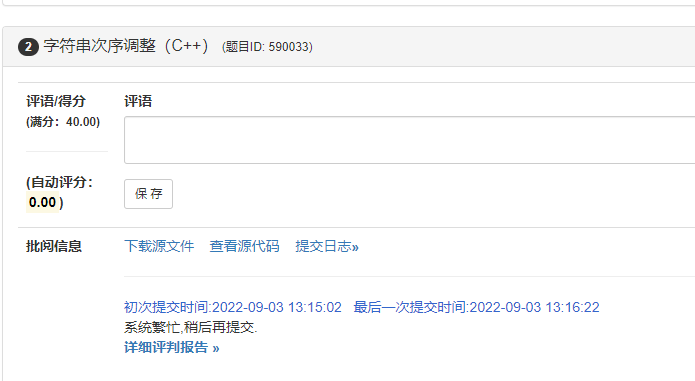 2 字符串次序调整（C++） (题目ID: 590033)
评语/得分 评语
(满分：40.00)
(自动评分：
0.00 ) 保 存
批阅信息 下载源文件 查看源代码 提交日志»
初次提交时间:2022-09-03 13:15:02 最后一次提交时间:2022-09-03 13:16:22
系统繁忙,稍后再提交.
详细评判报告 »